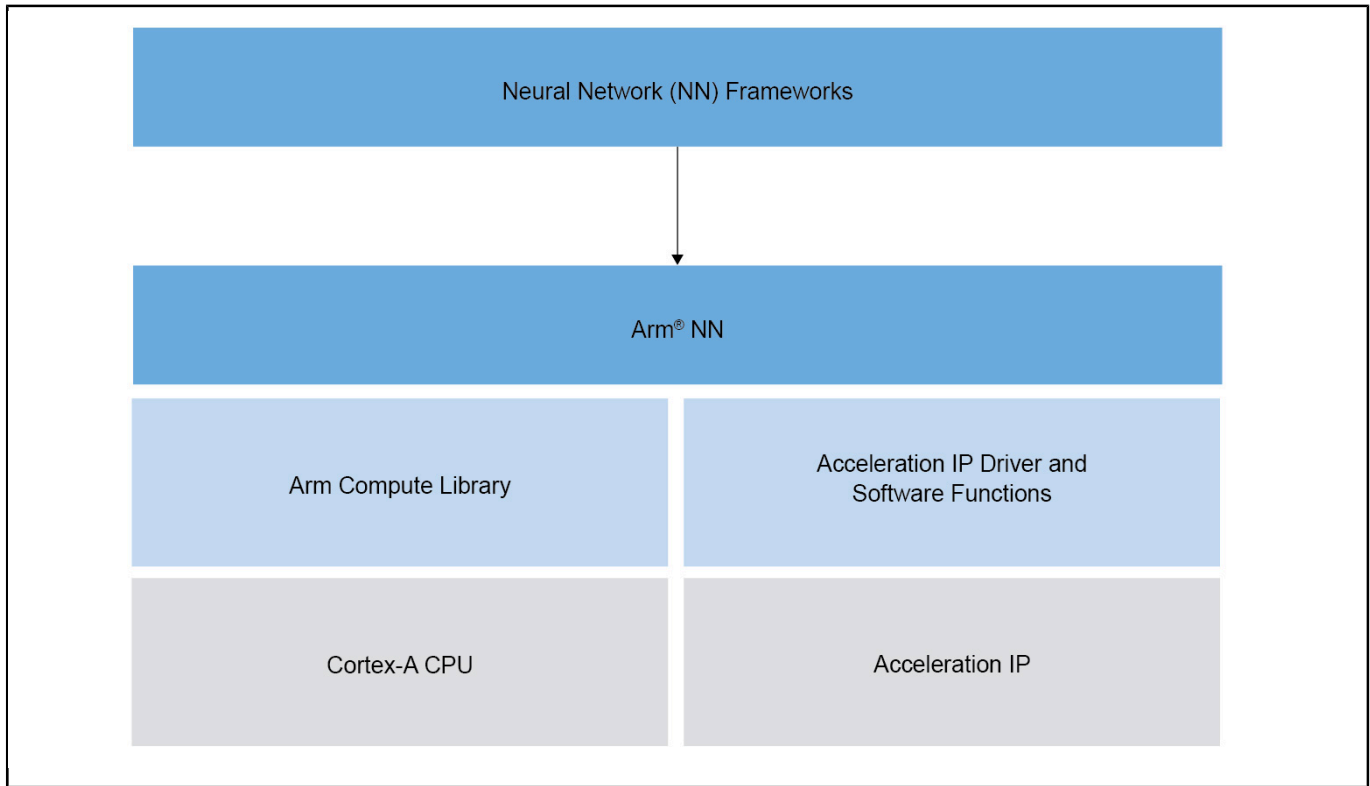 Neural Network (NN) Frameworks
Arm® NN
Arm Compute Library
Acceleration IP Driver and
Software Functions
Cortex-A CPU
Acceleration IP